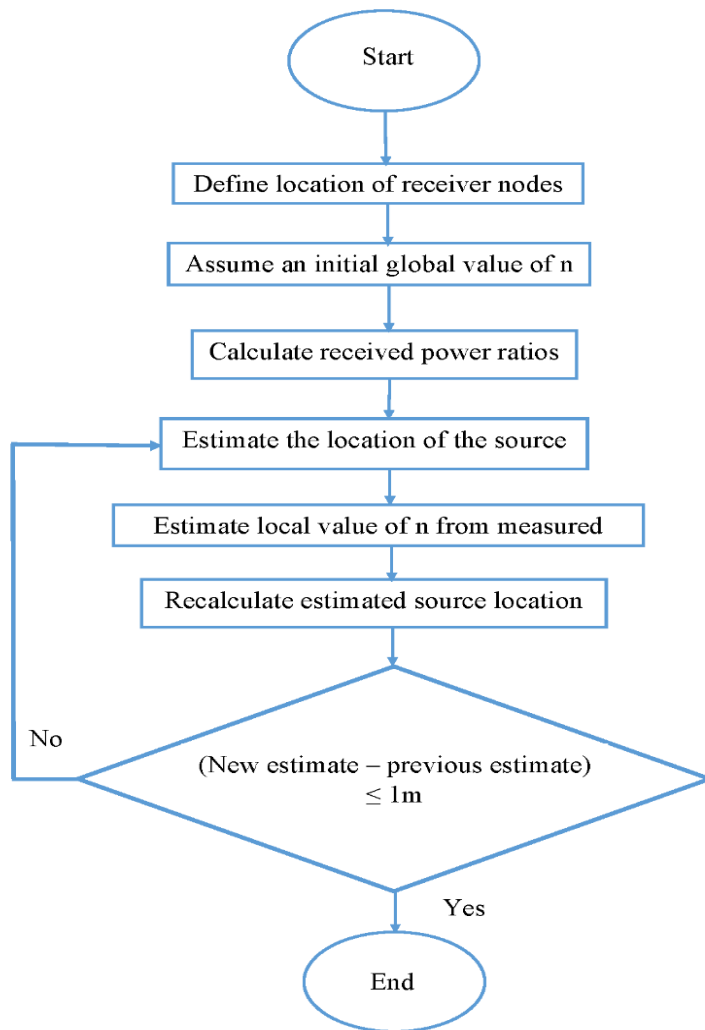 Start
Define location of receiver nodes
Assume an initial global value of n
Calculate received power ratios
Estimate the location of the source
Estimate local value of n from measured
Recalculate estimated source location
No
(New estimate – previous estimate)
≤ 1m
Yes
End